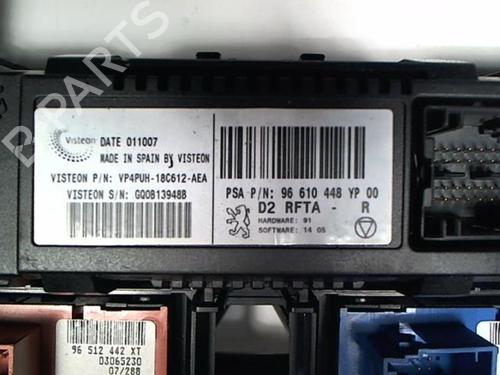 B PARTS
Visteon
DATE 011007
MADE IN SPAIN BY VISTEON
VISTEON P/N: VP4PUH-18C612-AEA
VISTEON S/N: GQ0B13948B
PSA P/N: 96 610 448 YP 00
D2 RFTA - R
HARDWARE: 91
SOFTWARE: 14 05
96 512 442 XT
03065230
07/288